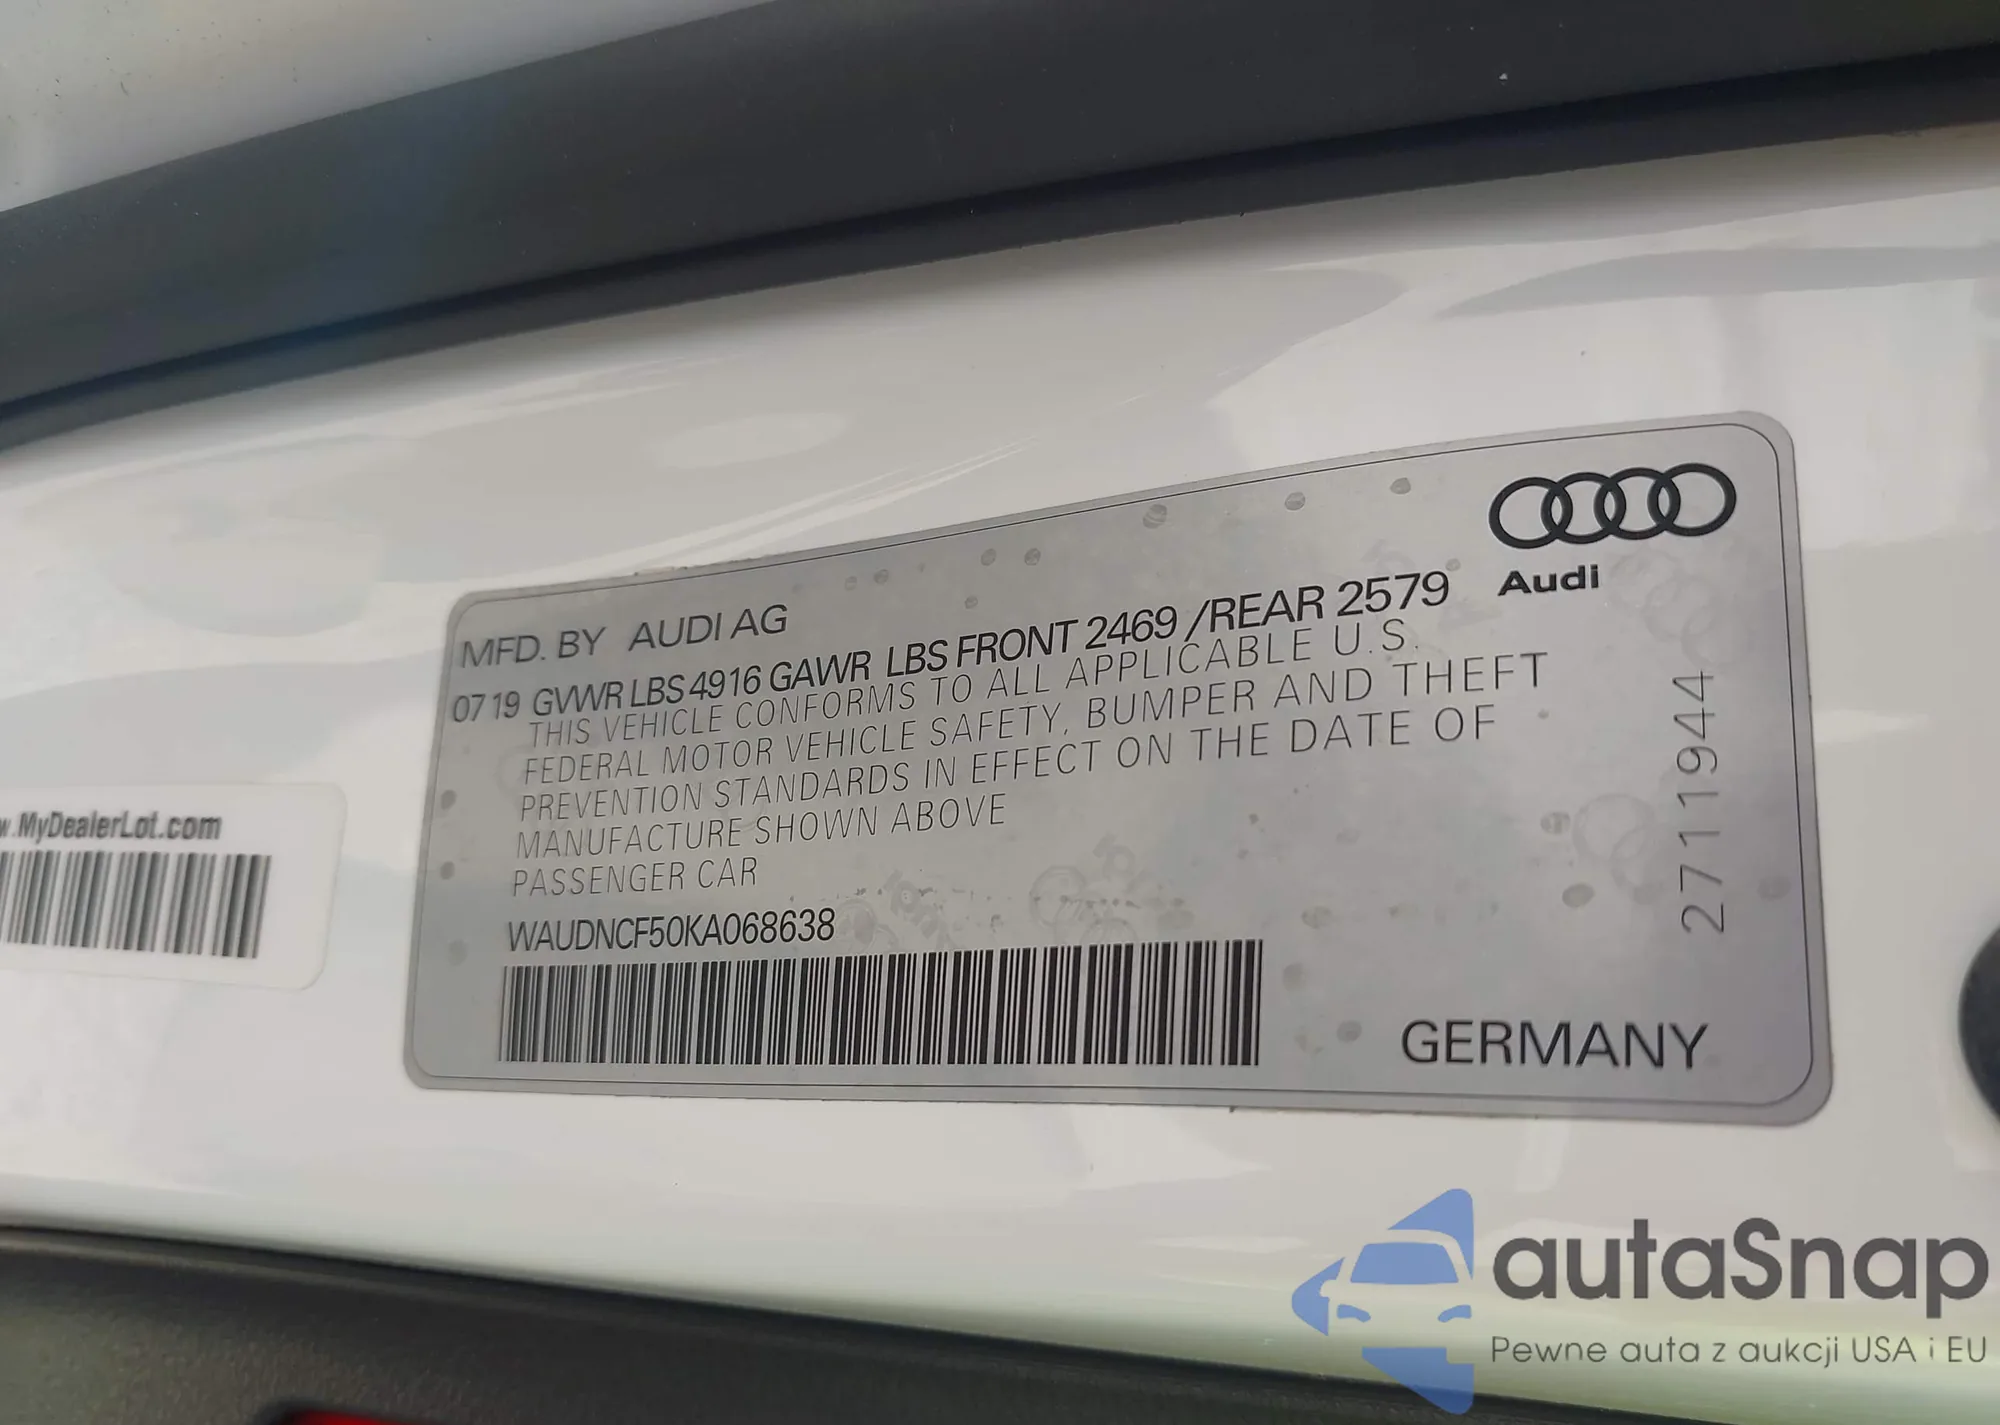 Audi
MFD. BY AUDI AG
07 19 GVWR LBS 4916 GAWR LBS FRONT 2469 /REAR 2579
THIS VEHICLE CONFORMS TO ALL APPLICABLE U.S.
FEDERAL MOTOR VEHICLE SAFETY, BUMPER AND THEFT
PREVENTION STANDARDS IN EFFECT ON THE DATE OF
MANUFACTURE SHOWN ABOVE
PASSENGER CAR
WAUDNCF50KA068638
27111944
GERMANY
w.MyDealerLot.com
autaSnap
Pewne auta z aukcji USA i EU